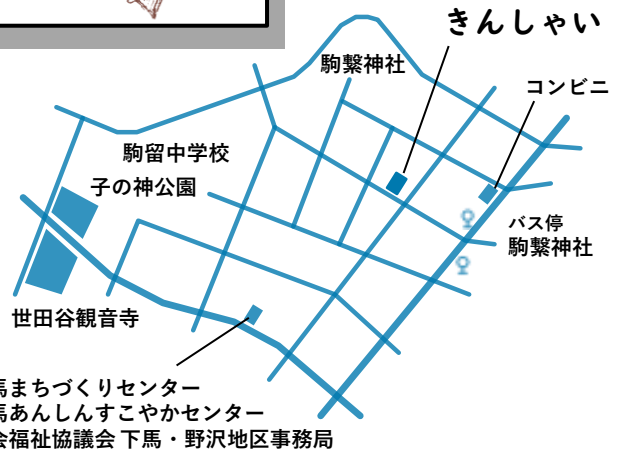 きんしゃい
駒繋神社
コンビニ
駒留中学校
子の神公園
バス停
駒繋神社
世田谷観音寺
馬まちづくりセンター
馬あんしんすこやかセンター
会福祉協議会 下馬・野沢地区事務局